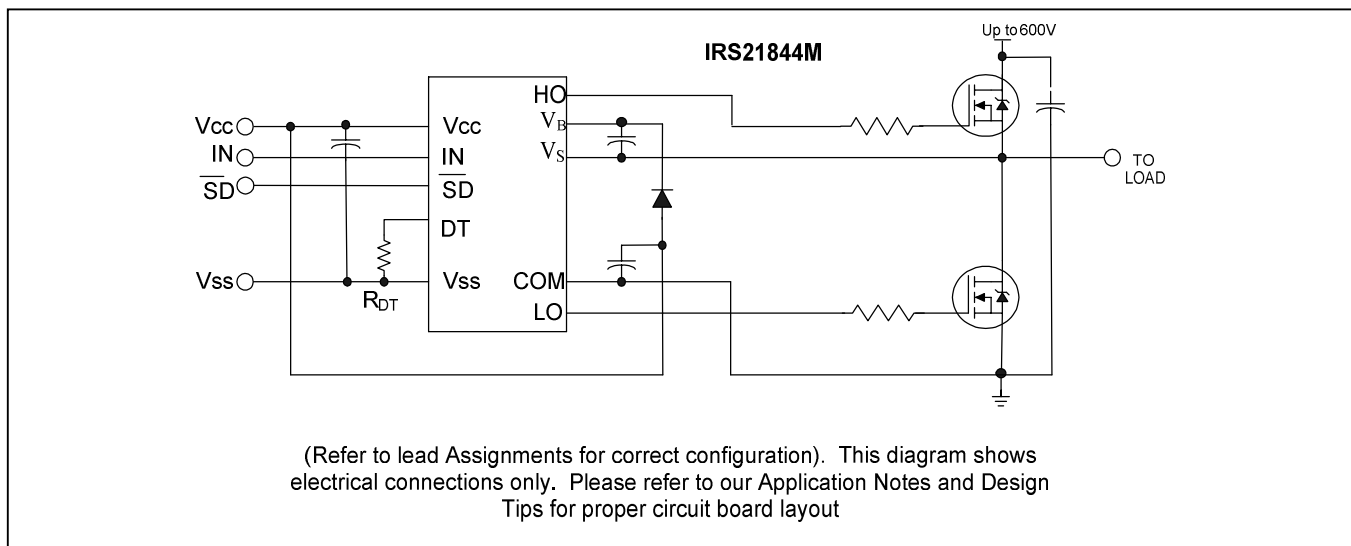 Up to 600V
IRS21844M
HO
Vcc
Vcc
VB
IN
IN
VS
TO
LOAD
SD
SD
DT
Vss
Vss
COM
RDT
LO
(Refer to lead Assignments for correct configuration). This diagram shows
electrical connections only. Please refer to our Application Notes and Design
Tips for proper circuit board layout